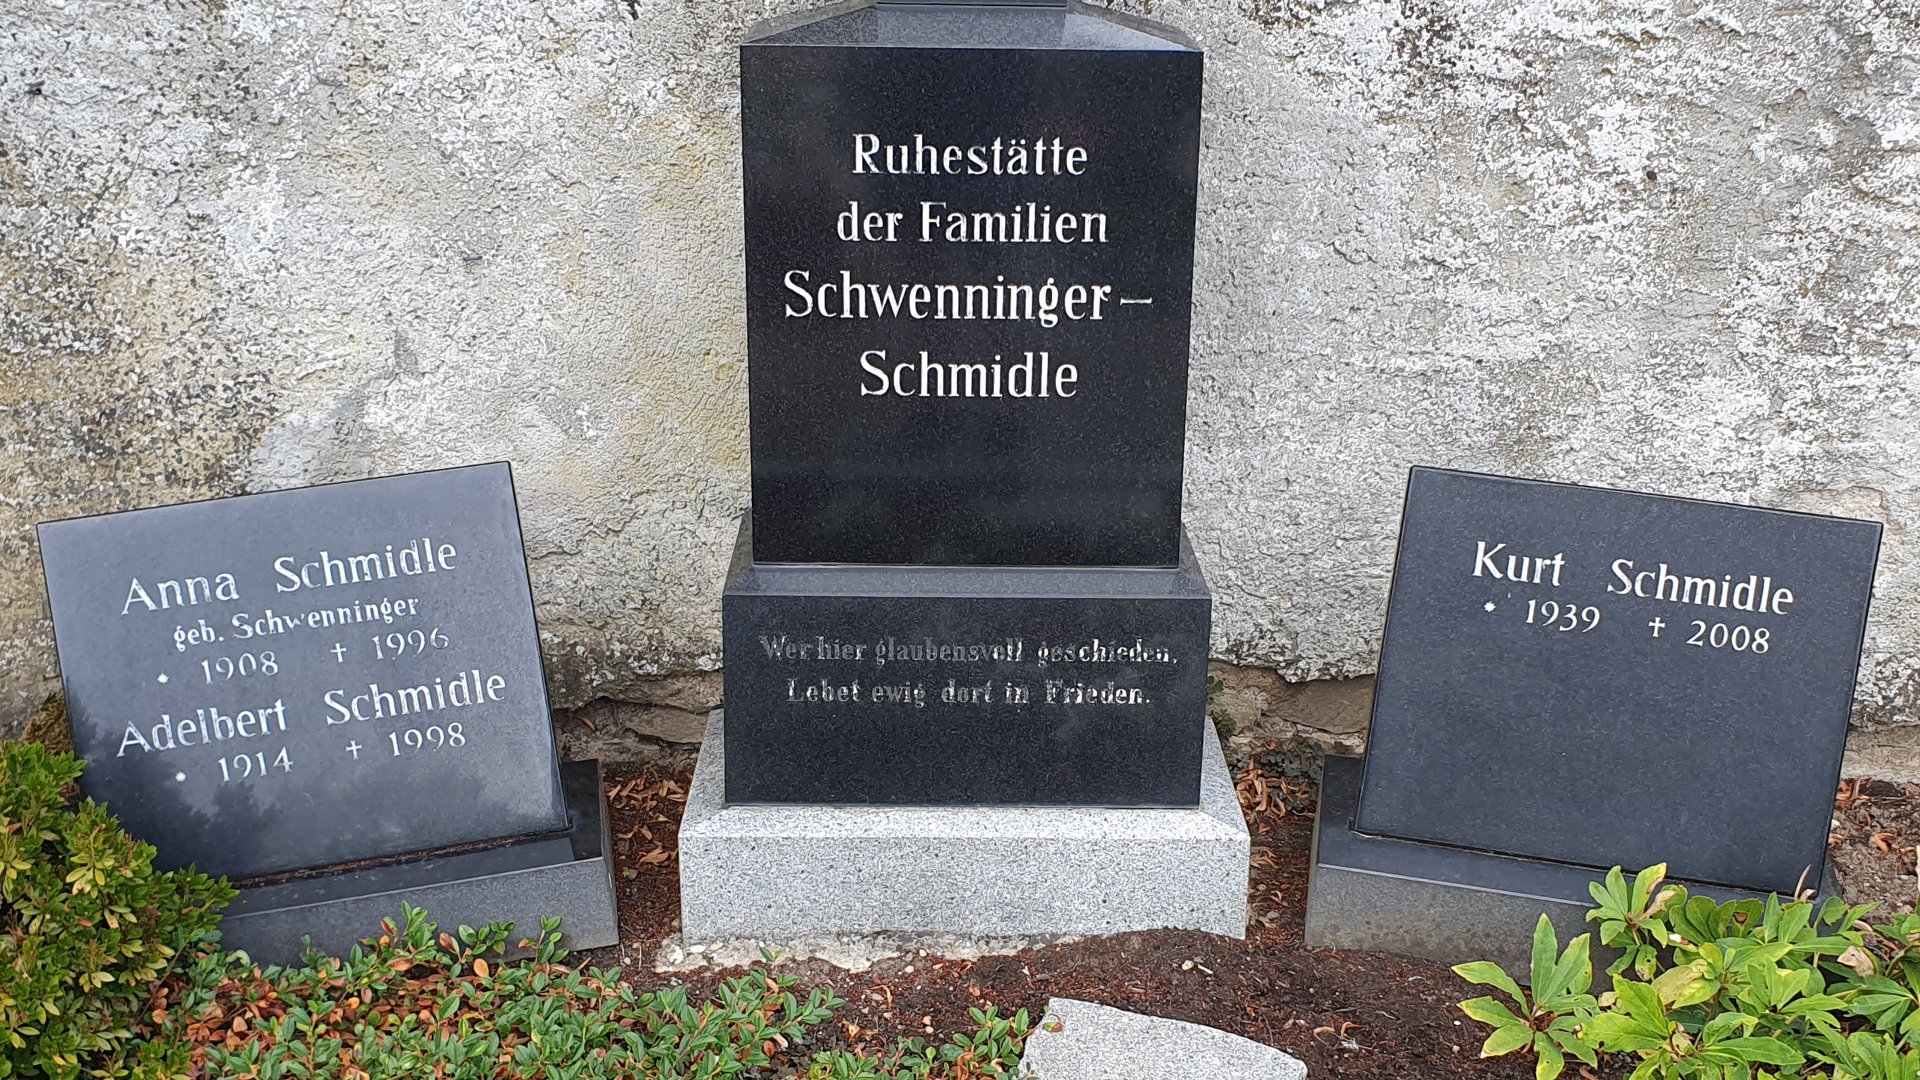 Ruhestätte
der Familien
Schwenninger –
Schmidle
Wer hier glaubensvoll geschieden,
Lebet ewig dort in Frieden.
Anna Schmidle
geb. Schwenninger
* 1908 † 1996
Adelbert Schmidle
* 1914 † 1998
Kurt Schmidle
* 1939 † 2008